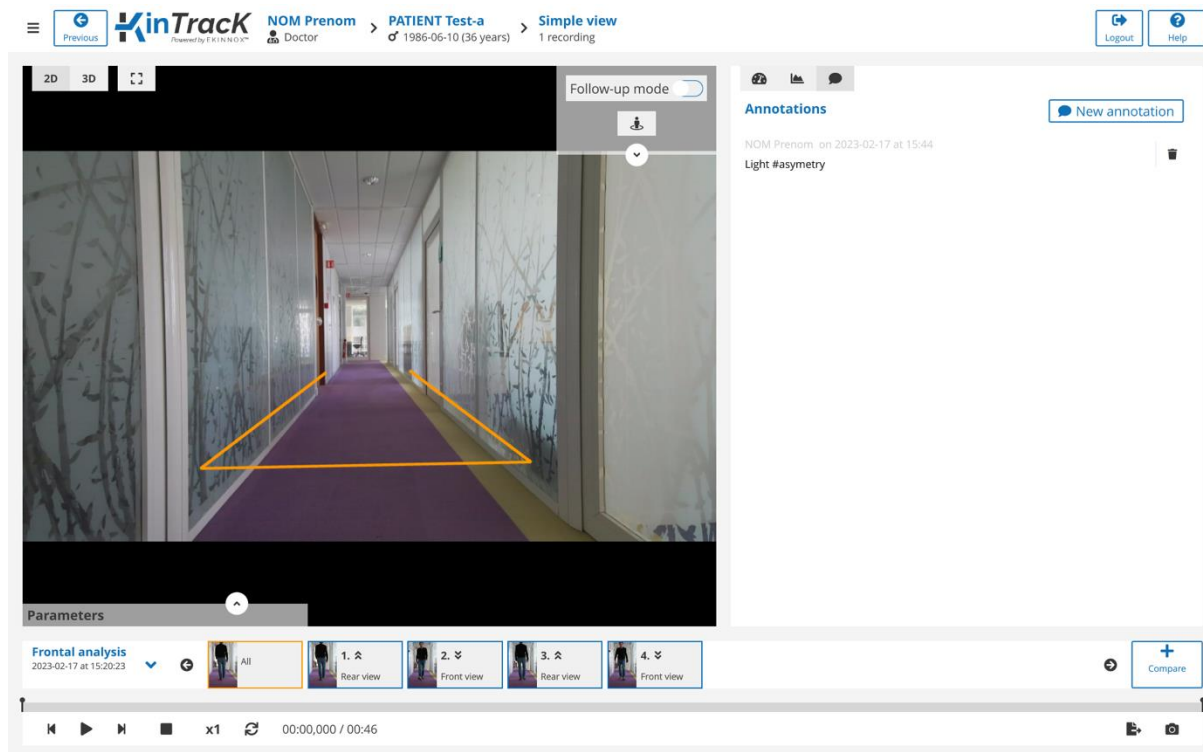 Previous
KinTracK
Powered by EKINNOX™
NOM Prenom
Doctor
PATIENT Test-a
1986-06-10 (36 years)
Simple view
1 recording
Logout
Help
2D 3D
Follow-up mode
Parameters
Annotations
New annotation
NOM Prenom on 2023-02-17 at 15:44
Light #asymetry
Frontal analysis
2023-02-17 at 15:20:23
All
1.
Rear view
2.
Front view
3.
Rear view
4.
Front view
Compare
x1
00:00,000 / 00:46